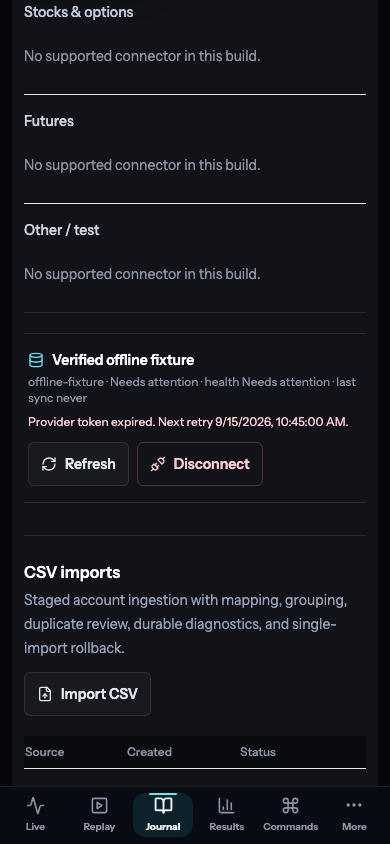 Stocks & options
No supported connector in this build.
Futures
No supported connector in this build.
Other / test
No supported connector in this build.
Verified offline fixture
offline-fixture · Needs attention · health Needs attention · last
sync never
Provider token expired. Next retry 9/15/2026, 10:45:00 AM.
Refresh
Disconnect
CSV imports
Staged account ingestion with mapping, grouping,
duplicate review, durable diagnostics, and single-
import rollback.
Import CSV
Source Created Status
Live Replay Journal Results Commands More